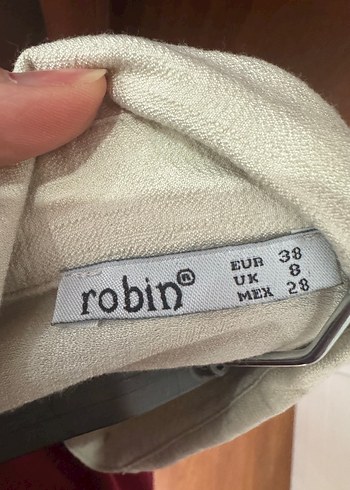 robin®
EUR 38
UK 8
MEX 28